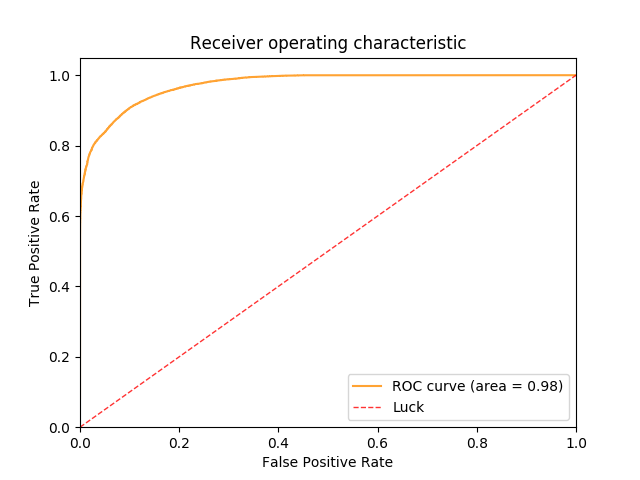 Receiver operating characteristic
True Positive Rate
1.0
0.8
0.6
0.4
0.2
0.0
ROC curve (area = 0.98)
Luck
0.0 0.2 0.4 0.6 0.8 1.0
False Positive Rate